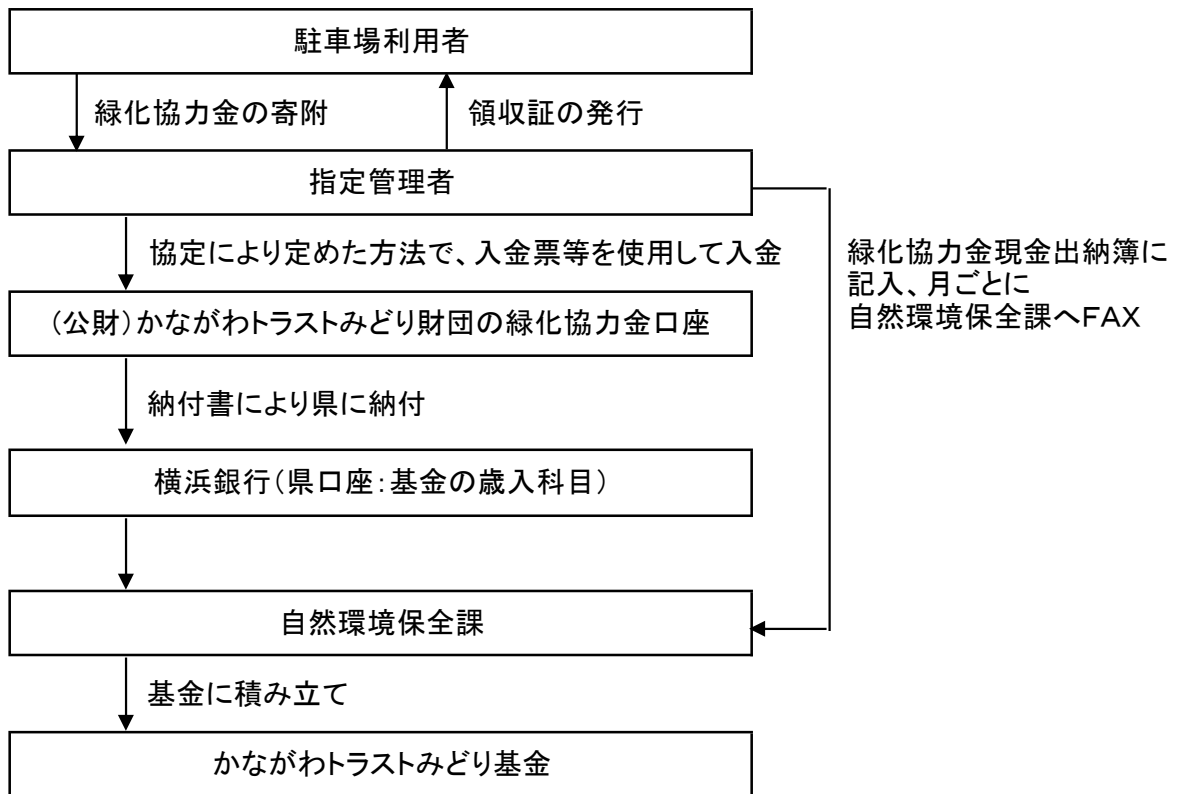 駐車場利用者
緑化協力金の寄附
領収証の発行
指定管理者
協定により定めた方法で、入金票等を使用して入金
緑化協力金現金出納簿に
記入、月ごとに
自然環境保全課へFAX
(公財)かながわトラストみどり財団の緑化協力金口座
納付書により県に納付
横浜銀行(県口座:基金の歳入科目)
自然環境保全課
基金に積み立て
かながわトラストみどり基金